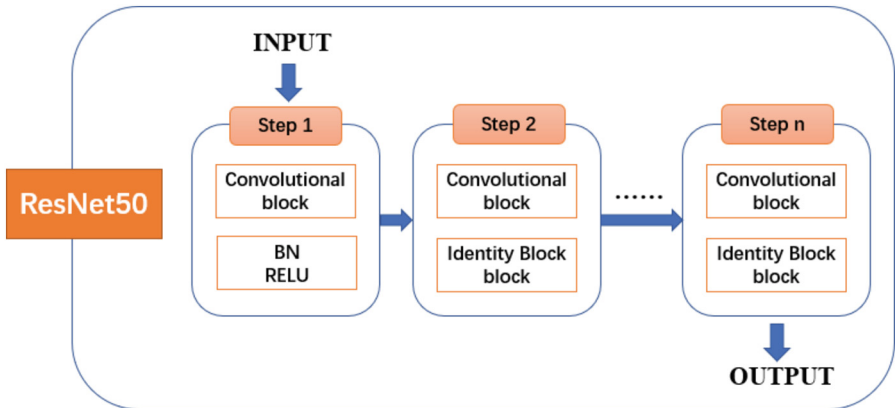 INPUT
Step 1
Convolutional
block
BN
RELU
Step 2
Convolutional
block
Identity Block
block
......
Step n
Convolutional
block
Identity Block
block
OUTPUT
ResNet50